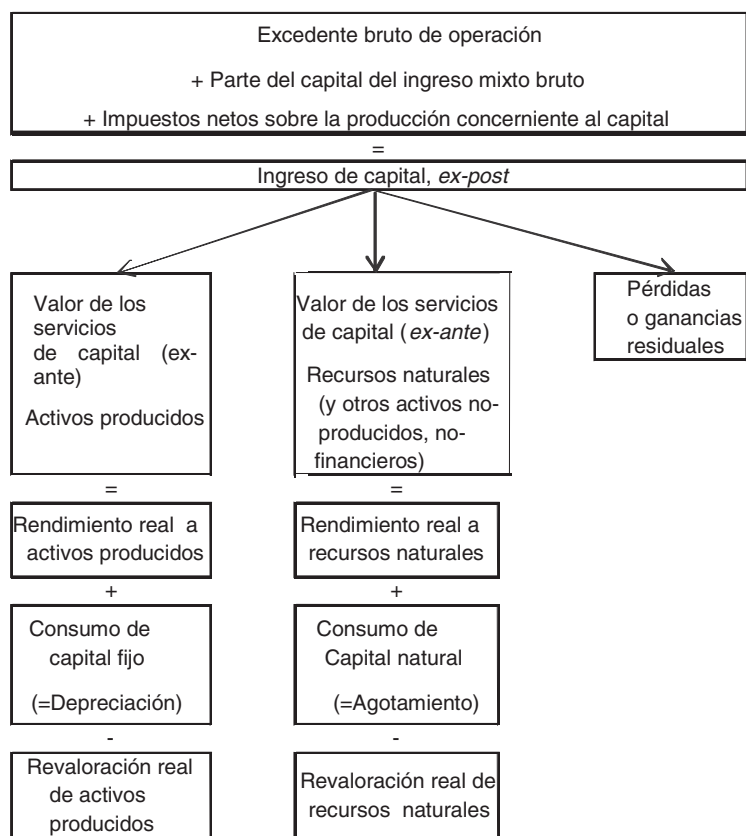 Excedente bruto de operación
+ Parte del capital del ingreso mixto bruto
+ Impuestos netos sobre la producción concerniente al capital
=
Ingreso de capital, ex-post
Valor de los
servicios
de capital (ex-
ante)
Activos producidos
Valor de los servicios
de capital (ex-ante)
Recursos naturales
(y otros activos no-
producidos, no-
financieros)
Pérdidas
o ganancias
residuales
=
=
Rendimiento real a
activos producidos
Rendimiento real a
recursos naturales
+
+
Consumo de
capital fijo
(=Depreciación)
Consumo de
Capital natural
(=Agotamiento)
-
-
Revaloración real
de activos
producidos
Revaloración real de
recursos naturales